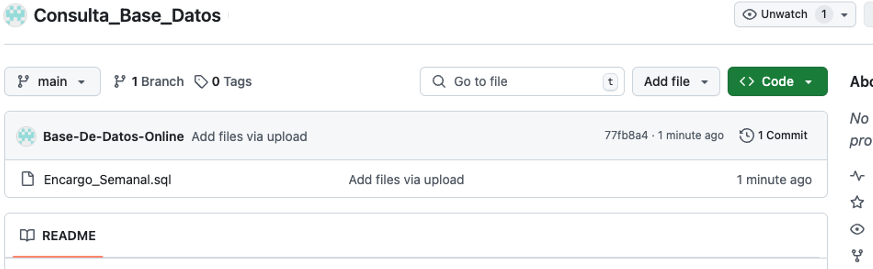 Consulta_Base_Datos
Unwatch 1
main 1 Branch 0 Tags Go to file t Add file Code
Abo
Base-De-Datos-Online Add files via upload 77fb8a4 · 1 minute ago 1 Commit
No
pro
Encargo_Semanal.sql Add files via upload 1 minute ago
README